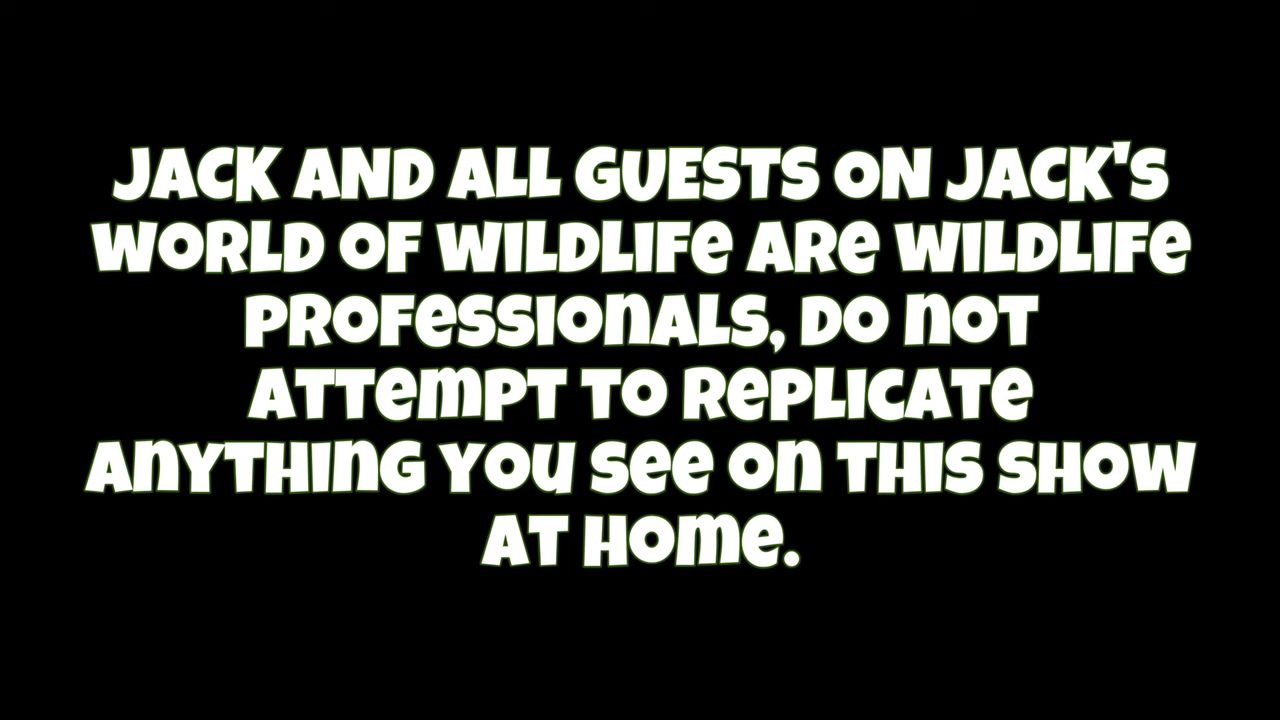 JACK AND ALL GUESTS ON JACK'S
WORLD OF WILDLIFE ARE WILDLIFE
PROFESSIONALS, DO NOT
ATTEMPT TO REPLICATE
ANYTHING YOU SEE ON THIS SHOW
AT HOME.